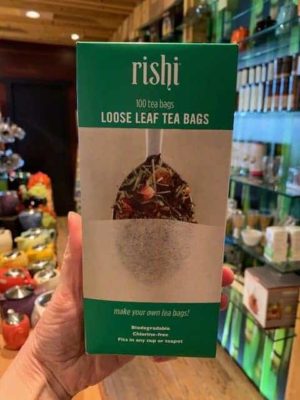 rishi
100 tea bags
LOOSE LEAF TEA BAGS
make your own tea bags!
Biodegradable
Chlorine-free
Fits in any cup or teapot